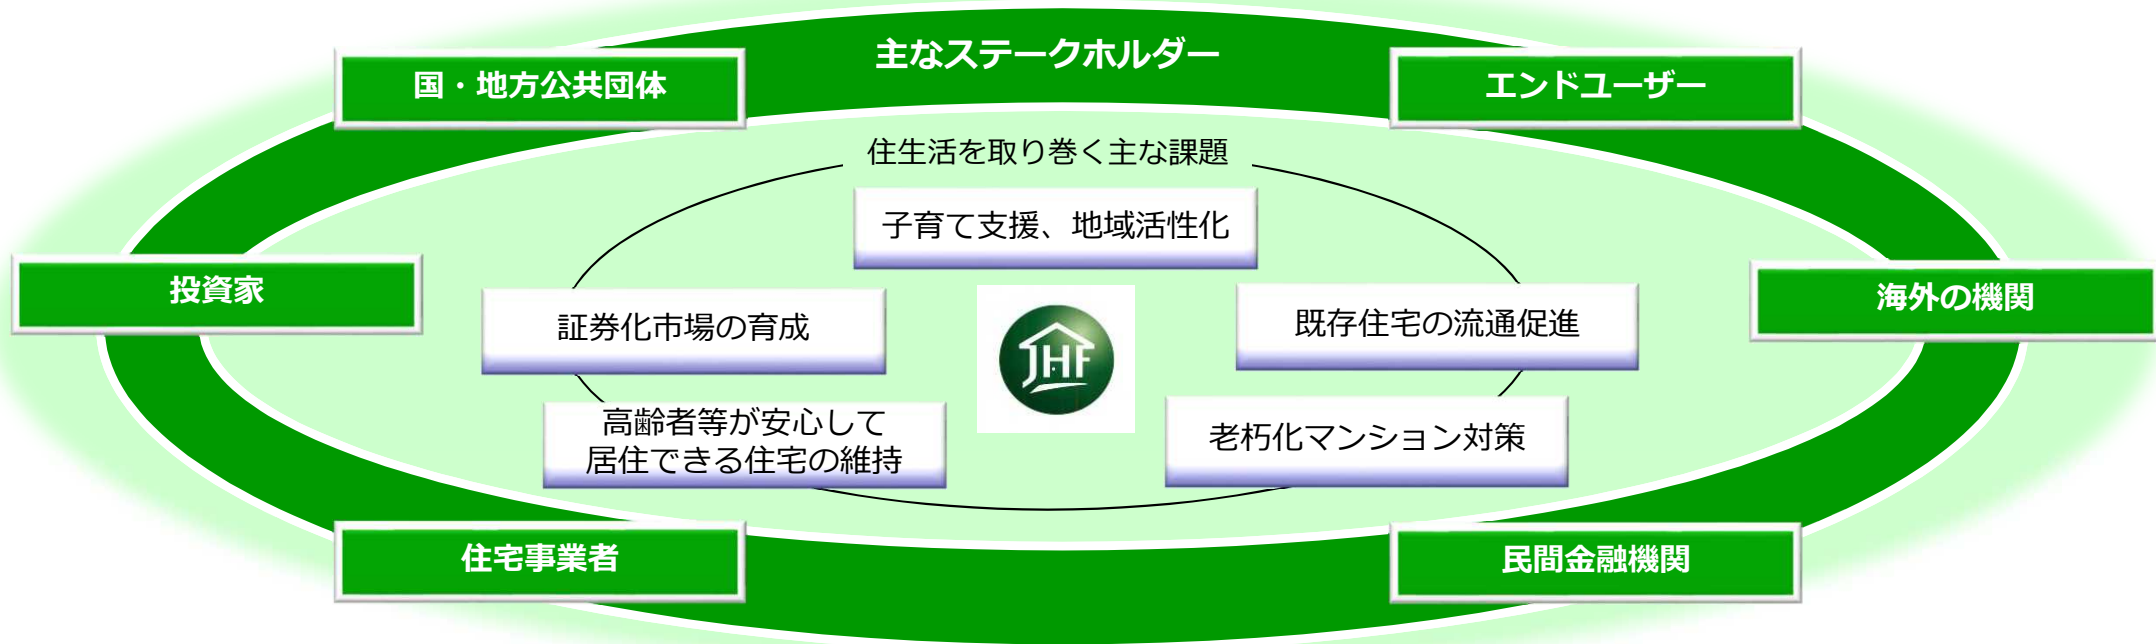 主なステークホルダー
国・地方公共団体
エンドユーザー
住生活を取り巻く主な課題
子育て支援、地域活性化
投資家
海外の機関
証券化市場の育成
既存住宅の流通促進
JHF
高齢者等が安心して
居住できる住宅の維持
老朽化マンション対策
住宅事業者
民間金融機関